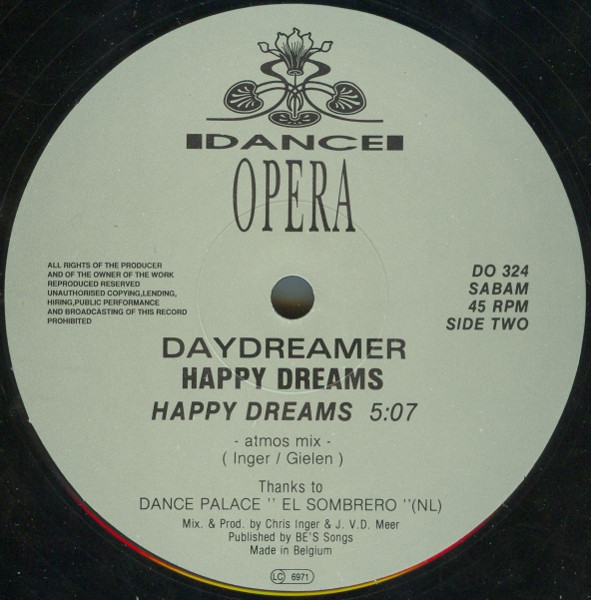 DANCE
OPERA
ALL RIGHTS OF THE PRODUCER
AND OF THE OWNER OF THE WORK
REPRODUCED RESERVED
UNAUTHORISED COPYING,LENDING,
HIRING,PUBLIC PERFORMANCE
AND BROADCASTING OF THIS RECORD
PROHIBITED
DO 324
SABAM
45 RPM
SIDE TWO
DAYDREAMER
HAPPY DREAMS
HAPPY DREAMS 5:07
- atmos mix -
( Inger / Gielen )
Thanks to
DANCE PALACE '' EL SOMBRERO ''(NL)
Mix. & Prod. by Chris Inger & J. V.D. Meer
Published by BE'S Songs
Made in Belgium
LC 6971